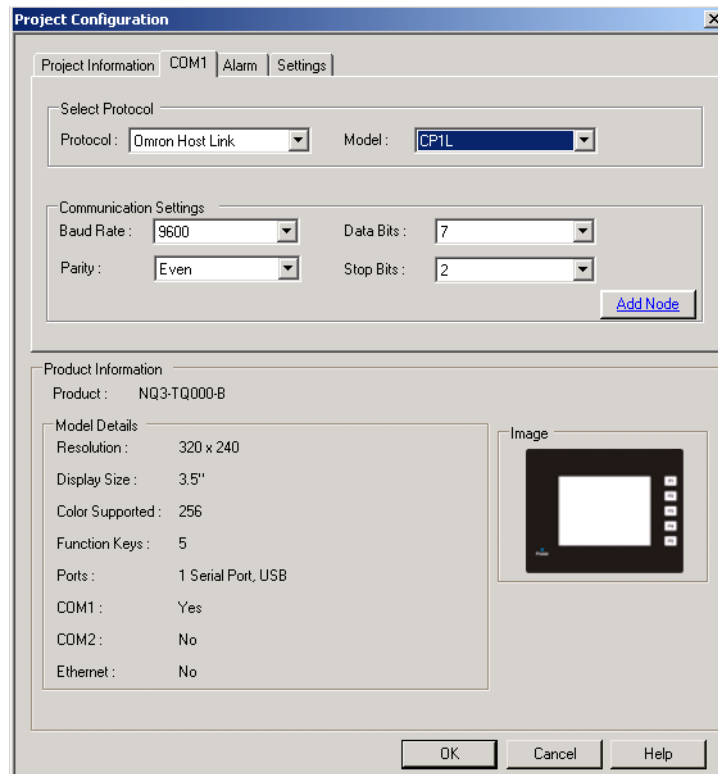 Project Configuration
Project Information COM1 Alarm Settings
Select Protocol
Protocol : Omron Host Link Model : CP1L
Communication Settings
Baud Rate : 9600 Data Bits : 7
Parity : Even Stop Bits : 2
Add Node
Product Information
Product : NQ3-TQ000-B
Model Details
Resolution : 320 x 240
Display Size : 3.5''
Color Supported : 256
Function Keys : 5
Ports : 1 Serial Port, USB
COM1 : Yes
COM2 : No
Ethernet : No
Image
OK Cancel Help